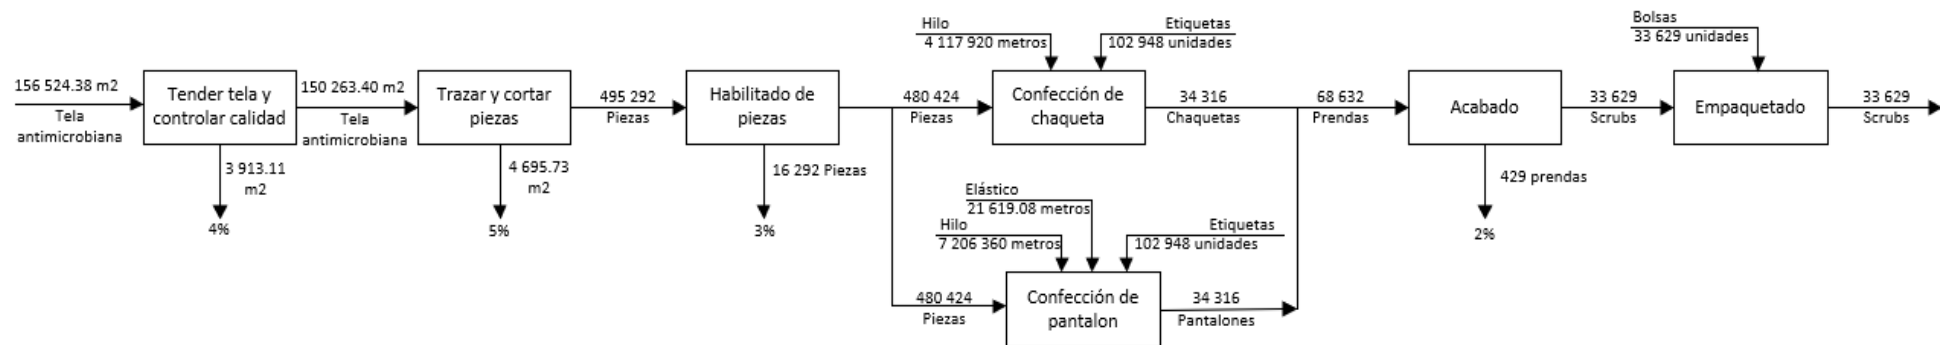 156 524.38 m2
Tela
antimicrobiana
Tender tela y
controlar calidad
3 913.11
m2
4%
150 263.40 m2
Tela
antimicrobiana
Trazar y cortar
piezas
4 695.73
m2
5%
495 292
Piezas
Habilitado de
piezas
16 292 Piezas
3%
480 424
Piezas
Hilo
4 117 920 metros
Etiquetas
102 948 unidades
Confección de
chaqueta
34 316
Chaquetas
480 424
Piezas
Elástico
21 619.08 metros
Hilo
7 206 360 metros
Etiquetas
102 948 unidades
Confección de
pantalon
34 316
Pantalones
68 632
Prendas
Acabado
429 prendas
2%
33 629
Scrubs
Bolsas
33 629 unidades
Empaquetado
33 629
Scrubs